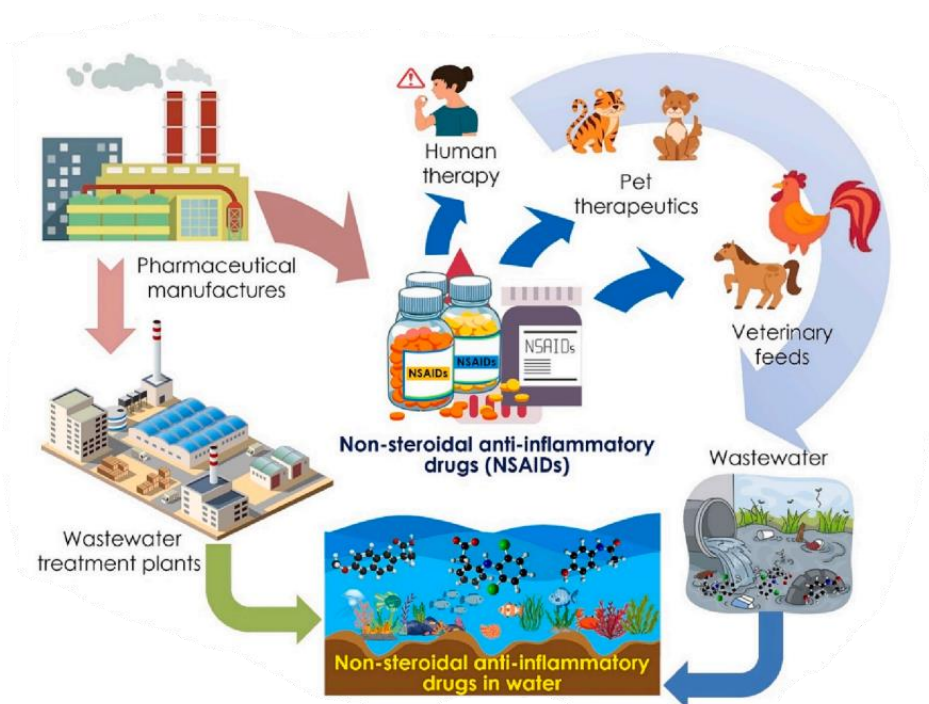 Human
therapy
Pet
therapeutics
Pharmaceutical
manufactures
Veterinary
feeds
NSAIDs
NSAIDs
NSAIDs
Non-steroidal anti-inflammatory
drugs (NSAIDs)
Wastewater
Wastewater
treatment plants
Non-steroidal anti-inflammatory
drugs in water